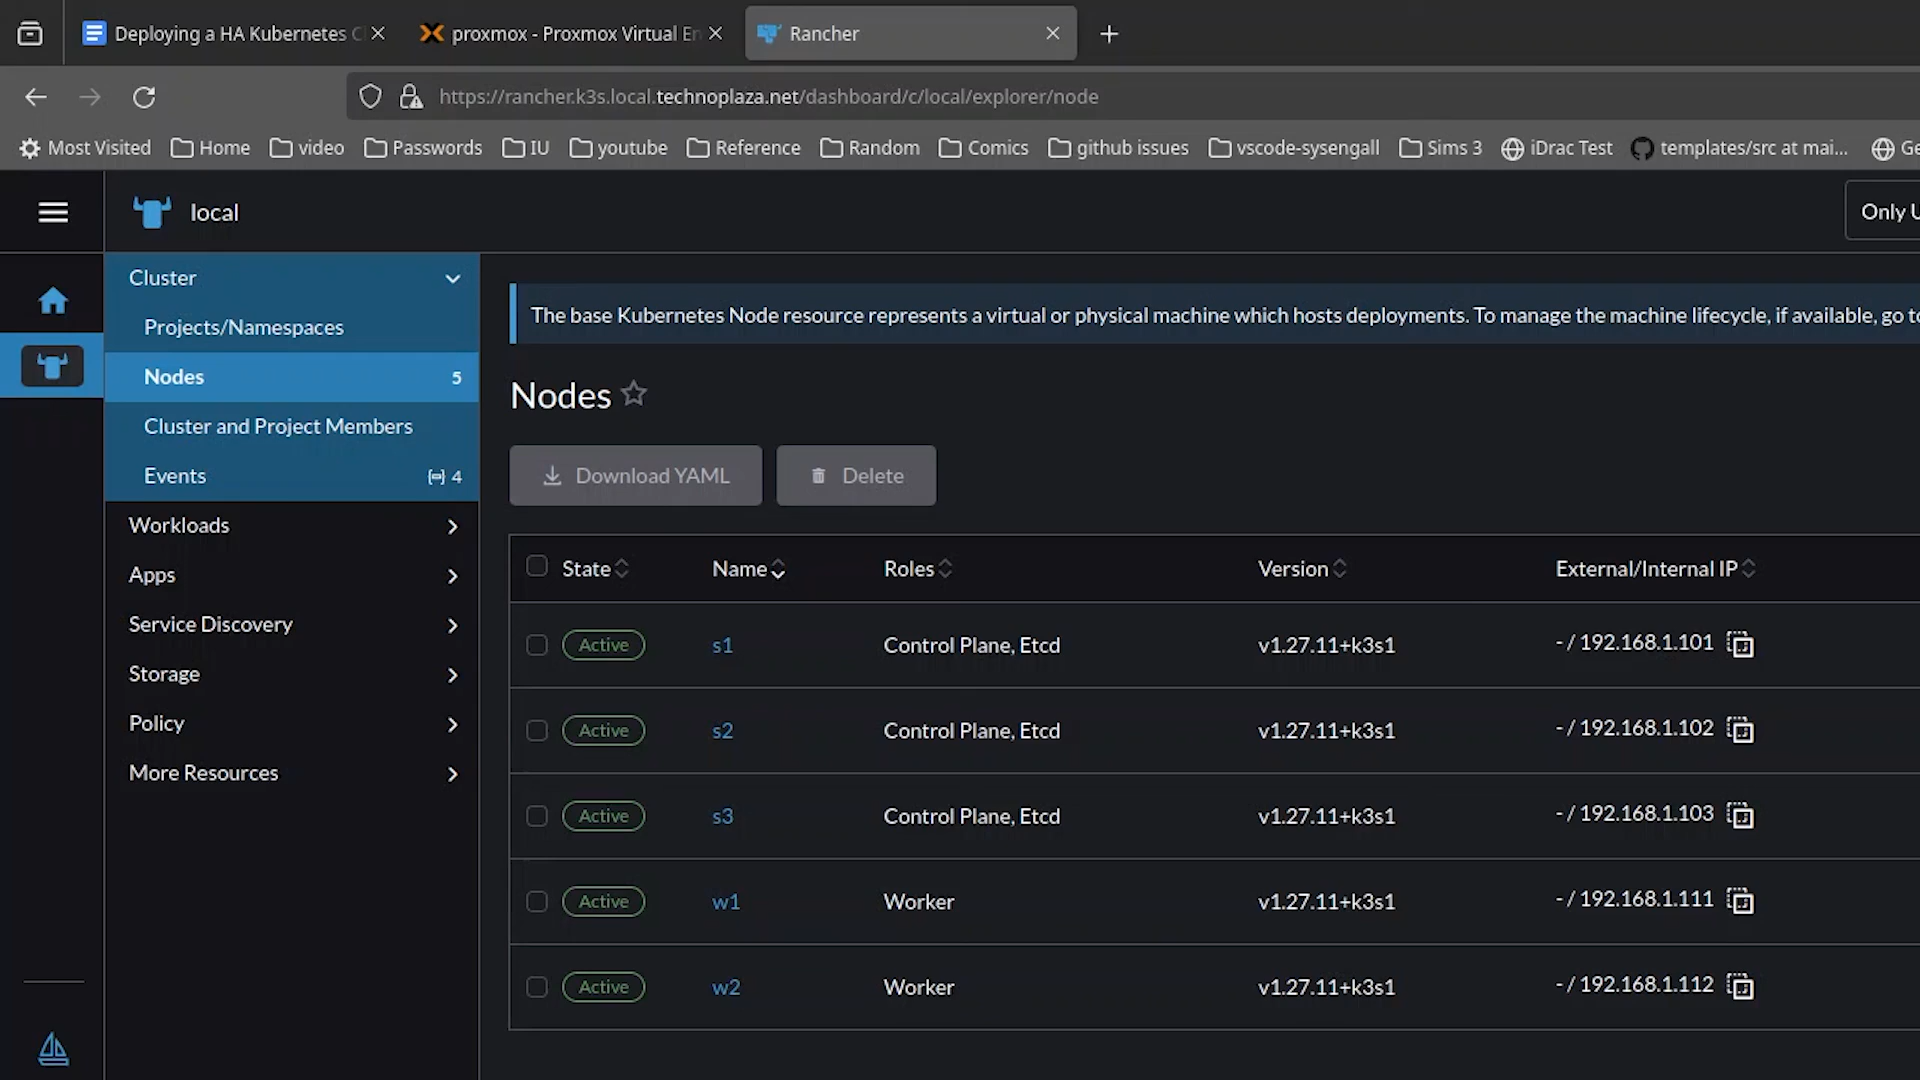 Deploying a HA Kubernetes C
proxmox - Proxmox Virtual En
Rancher
https://rancher.k3s.local.technoplaza.net/dashboard/c/local/explorer/node
Most Visited
Home
video
Passwords
IU
youtube
Reference
Random
Comics
github issues
vscode-sysengall
Sims 3
iDrac Test
templates/src at mai...
Ge
local
Only U
Cluster
Projects/Namespaces
Nodes 5
Cluster and Project Members
Events 4
Workloads
Apps
Service Discovery
Storage
Policy
More Resources
The base Kubernetes Node resource represents a virtual or physical machine which hosts deployments. To manage the machine lifecycle, if available, go to
Nodes
Download YAML
Delete
State Name Roles Version External/Internal IP
Active s1 Control Plane, Etcd v1.27.11+k3s1 - / 192.168.1.101
Active s2 Control Plane, Etcd v1.27.11+k3s1 - / 192.168.1.102
Active s3 Control Plane, Etcd v1.27.11+k3s1 - / 192.168.1.103
Active w1 Worker v1.27.11+k3s1 - / 192.168.1.111
Active w2 Worker v1.27.11+k3s1 - / 192.168.1.112